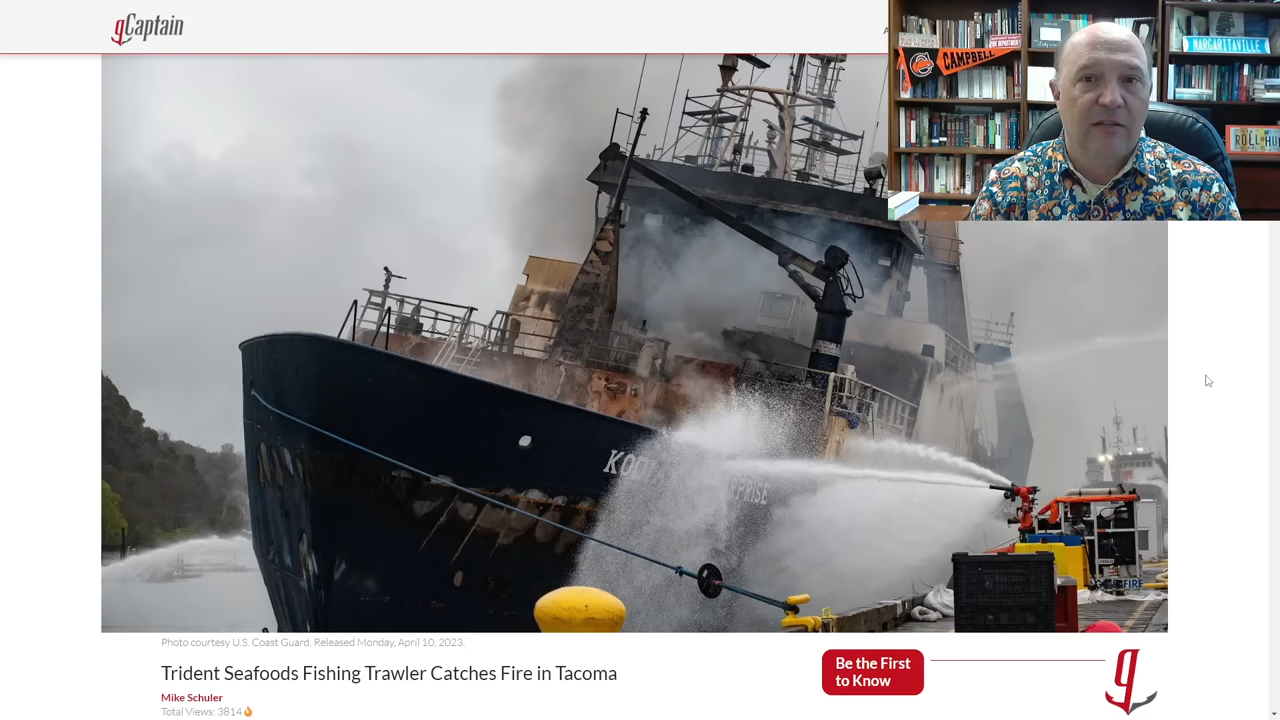 gCaptain
A
CAMPBELL
MARGARITAVILLE
Photo courtesy U.S. Coast Guard. Released Monday, April 10, 2023.
Trident Seafoods Fishing Trawler Catches Fire in Tacoma
Be the First
to Know
Mike Schuler
Total Views: 3814